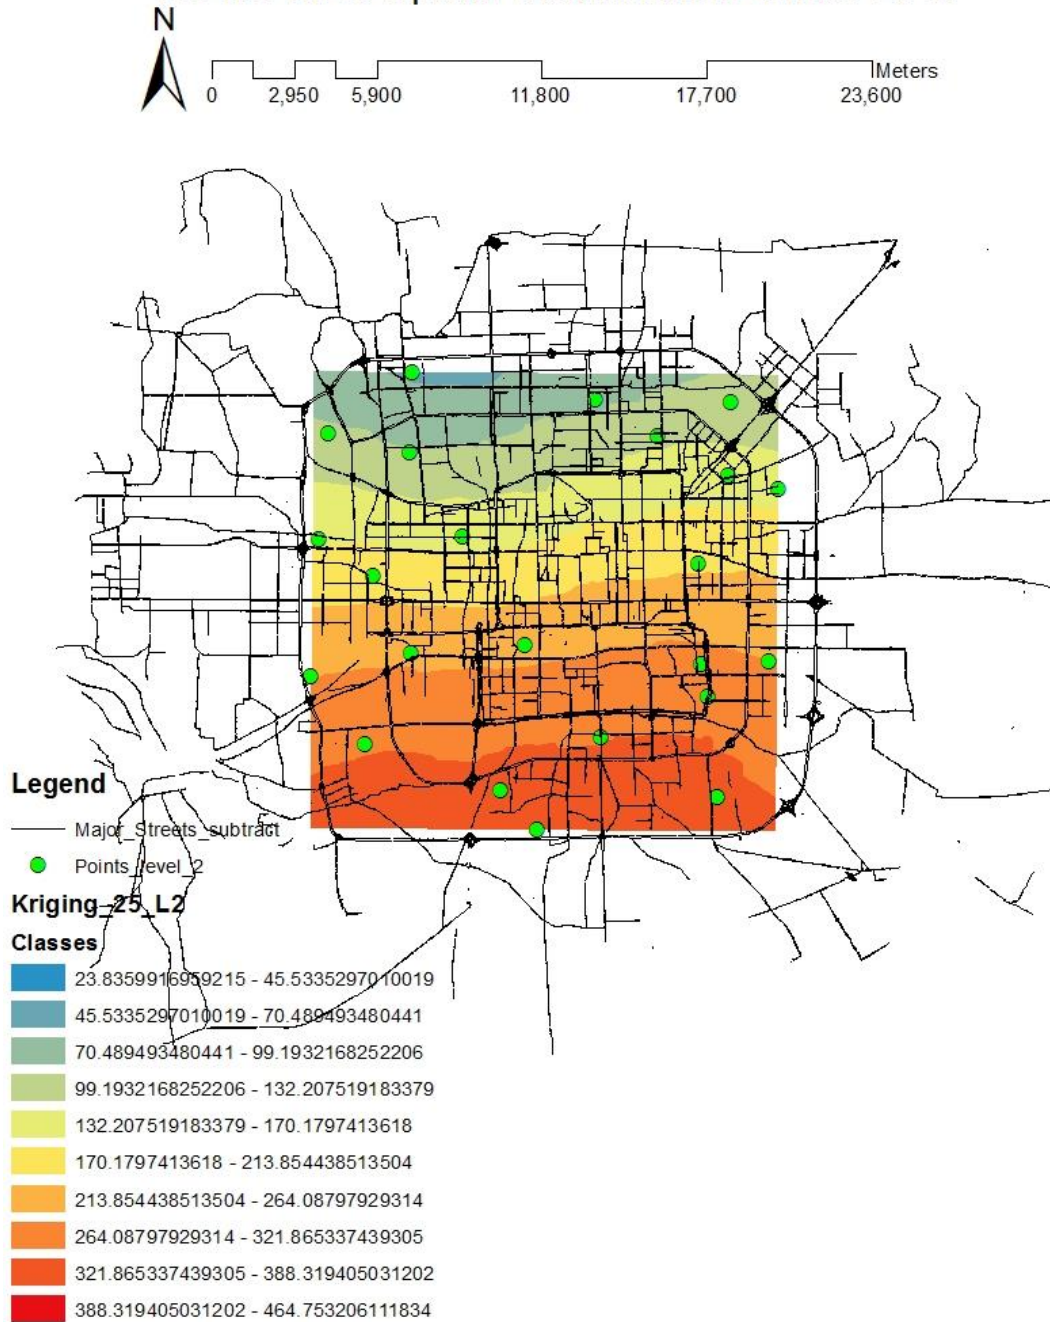 N
Meters
0 2,950 5,900 11,800 17,700 23,600
Legend
Major_Streets_subtract
Points_level_2
Kriging_25_L2
Classes
23.8359916959215 - 45.5335297010019
45.5335297010019 - 70.489493480441
70.489493480441 - 99.1932168252206
99.1932168252206 - 132.207519183379
132.207519183379 - 170.1797413618
170.1797413618 - 213.854438513504
213.854438513504 - 264.08797929314
264.08797929314 - 321.865337439305
321.865337439305 - 388.319405031202
388.319405031202 - 464.753206111834